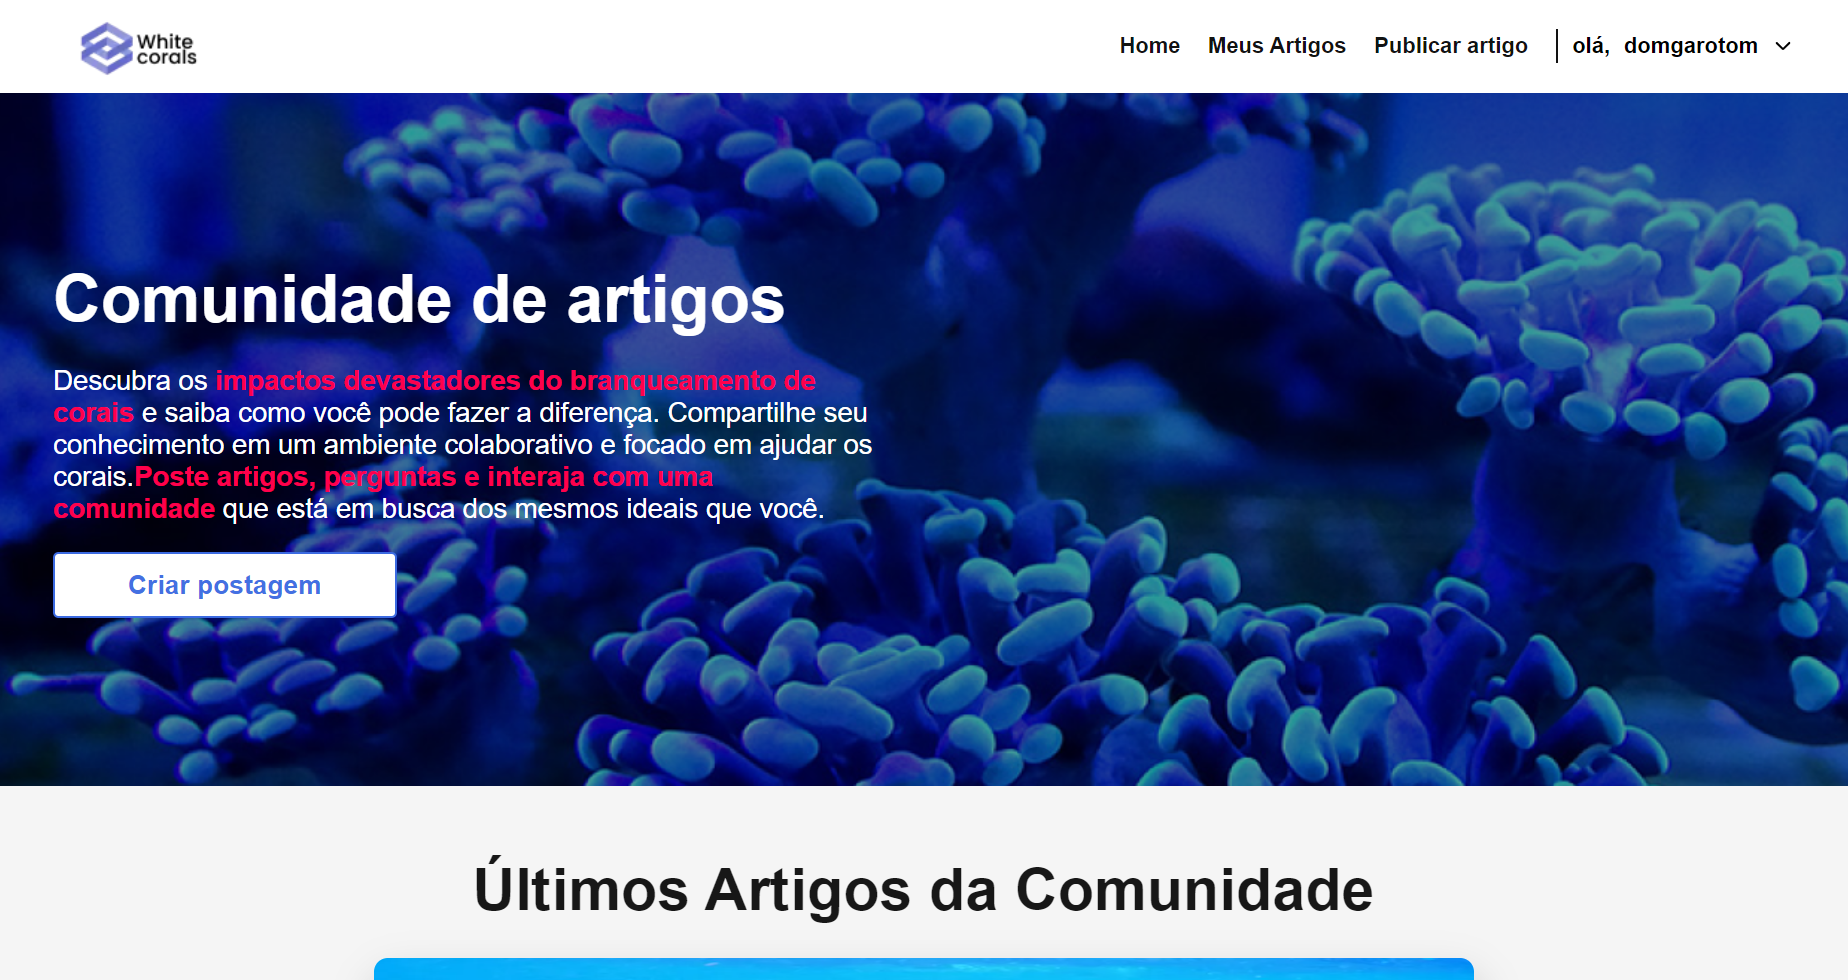 White
corals
Home Meus Artigos Publicar artigo olá, domgarotom
Comunidade de artigos
Descubra os impactos devastadores do branqueamento de
corais e saiba como você pode fazer a diferença. Compartilhe seu
conhecimento em um ambiente colaborativo e focado em ajudar os
corais.Poste artigos, perguntas e interaja com uma
comunidade que está em busca dos mesmos ideais que você.
Criar postagem
Últimos Artigos da Comunidade